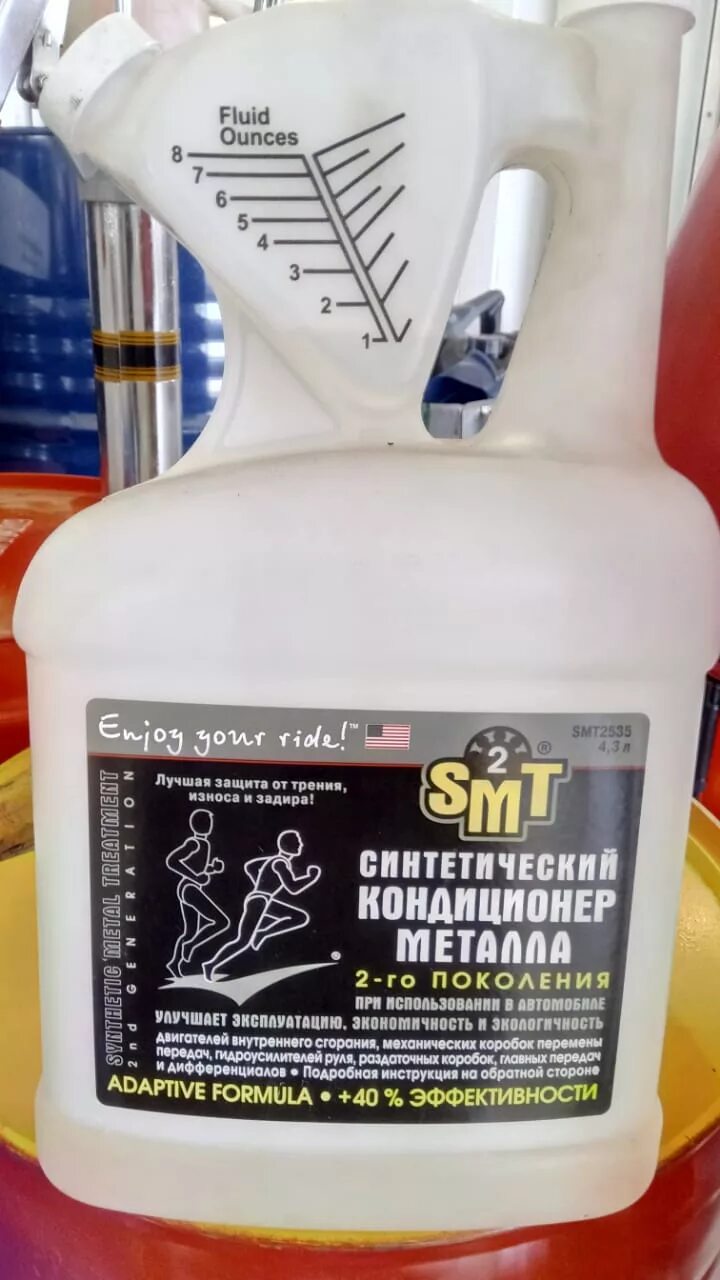 Fluid
Ounces
8
7
6
5
4
3
2
1
Enjoy your ride!™
SMT2535
4,3 л
2
SMT®
Лучшая защита от трения,
износа и задира!
SYNTHETIC METAL TREATMENT
2nd GENERATION
СИНТЕТИЧЕСКИЙ
КОНДИЦИОНЕР
МЕТАЛЛА
2-го ПОКОЛЕНИЯ
ПРИ ИСПОЛЬЗОВАНИИ В АВТОМОБИЛЕ
УЛУЧШАЕТ ЭКСПЛУАТАЦИЮ, ЭКОНОМИЧНОСТЬ И ЭКОЛОГИЧНОСТЬ
двигателей внутреннего сгорания, механических коробок перемены
передач, гидроусилителей руля, раздаточных коробок, главных передач
и дифференциалов • Подробная инструкция на обратной стороне
ADAPTIVE FORMULA • +40 % ЭФФЕКТИВНОСТИ